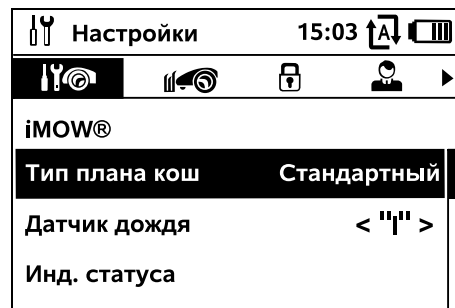 Настройки 15:03 A
iMOW®
Тип плана кош Стандартный
Датчик дождя < "|" >
Инд. статуса